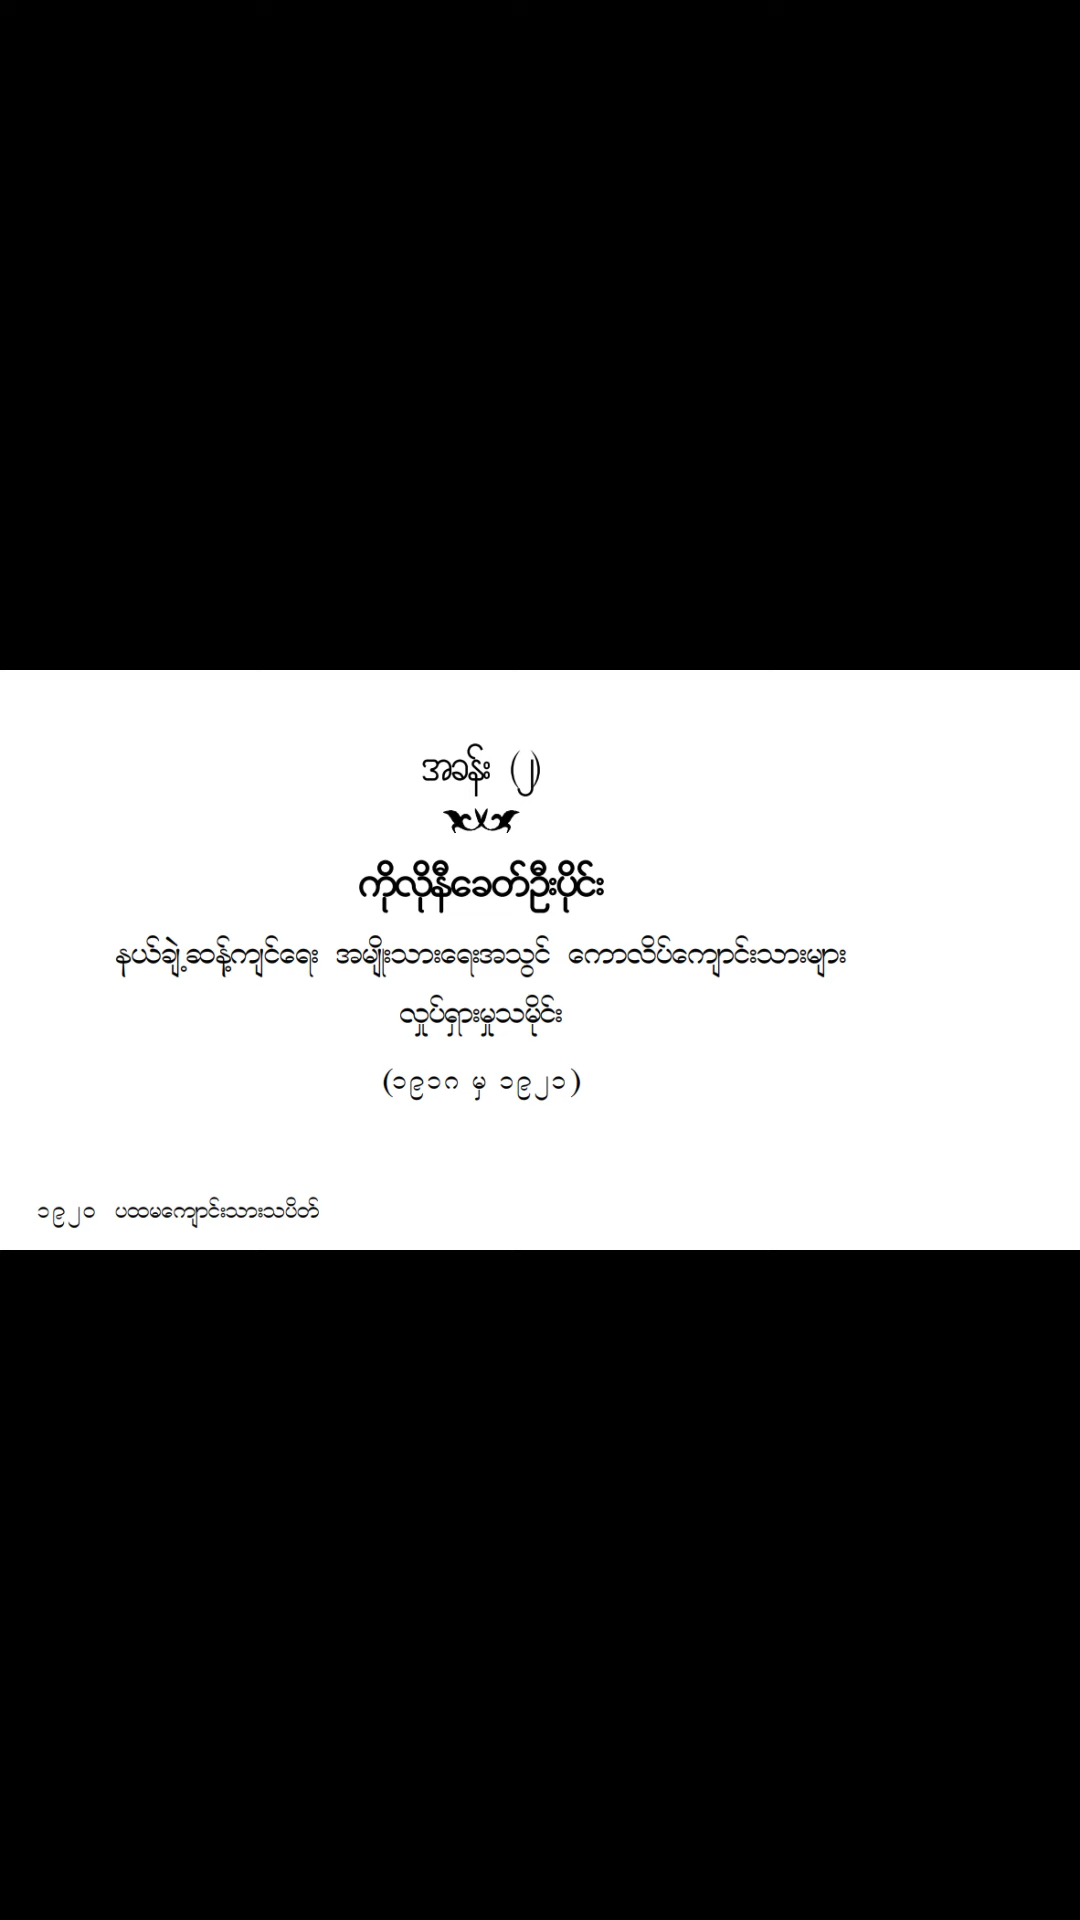 အခန်း (၂)
ကိုလိုနီခေတ်ဦးပိုင်း
နယ်ချဲ့ဆန့်ကျင်ရေး အမျိုးသားရေးအသွင် ကောလိပ်ကျောင်းသားများ
လှုပ်ရှားမှုသမိုင်း
(၁၉၁၈ မှ ၁၉၂၁)
၁၉၂၀ ပထမကျောင်းသားသပိတ်